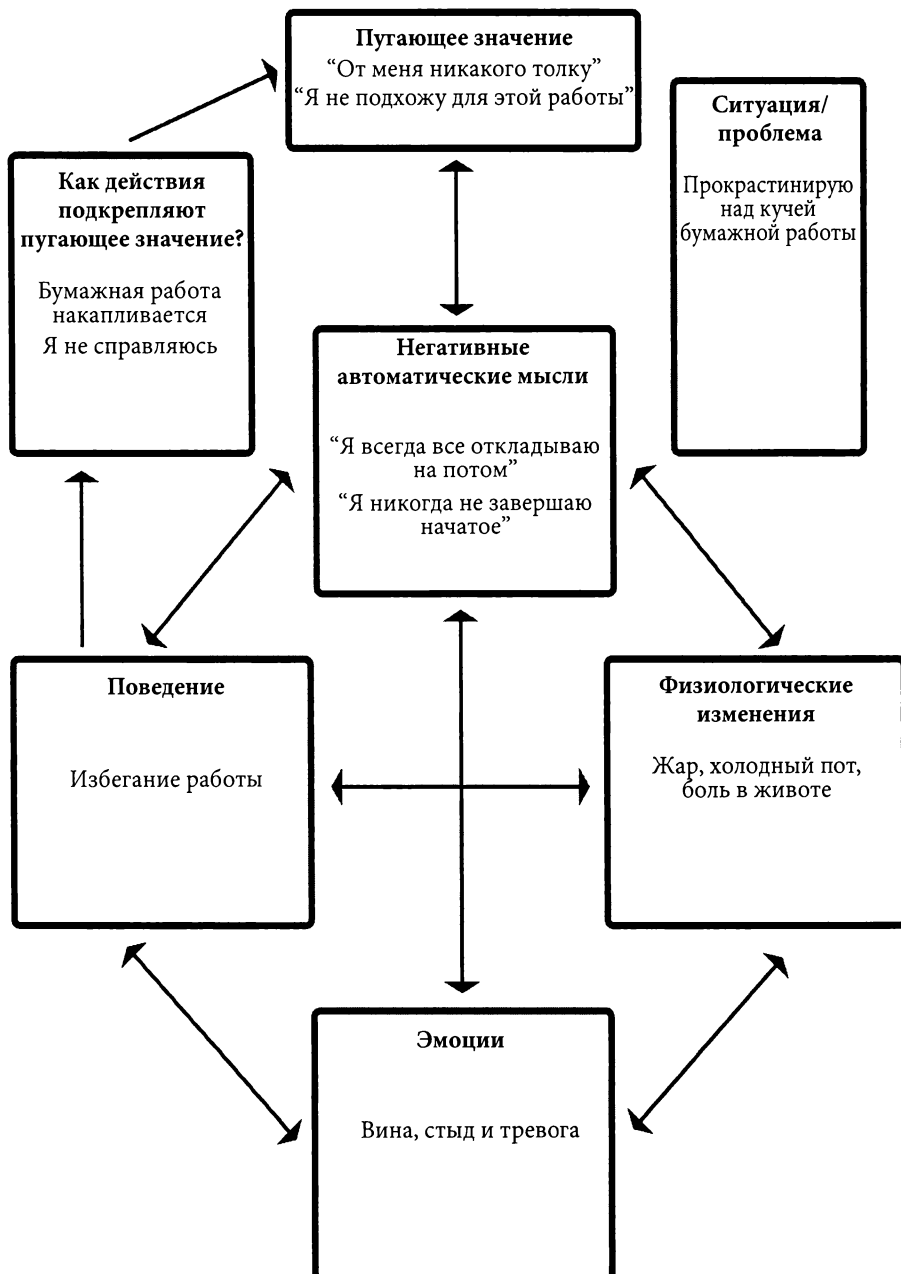 Пугающее значение
“От меня никакого толку”
“Я не подхожу для этой работы”
Ситуация/
проблема
Прокрастинирую
над кучей
бумажной работы
Как действия
подкрепляют
пугающее значение?
Бумажная работа
накапливается
Я не справляюсь
Негативные
автоматические мысли
“Я всегда все откладываю
на потом”
“Я никогда не завершаю
начатое”
Поведение
Избегание работы
Физиологические
изменения
Жар, холодный пот,
боль в животе
Эмоции
Вина, стыд и тревога